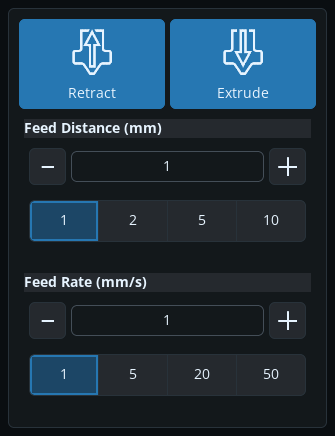 Retract Extrude
Feed Distance (mm)
− 1 +
1 2 5 10
Feed Rate (mm/s)
− 1 +
1 5 20 50